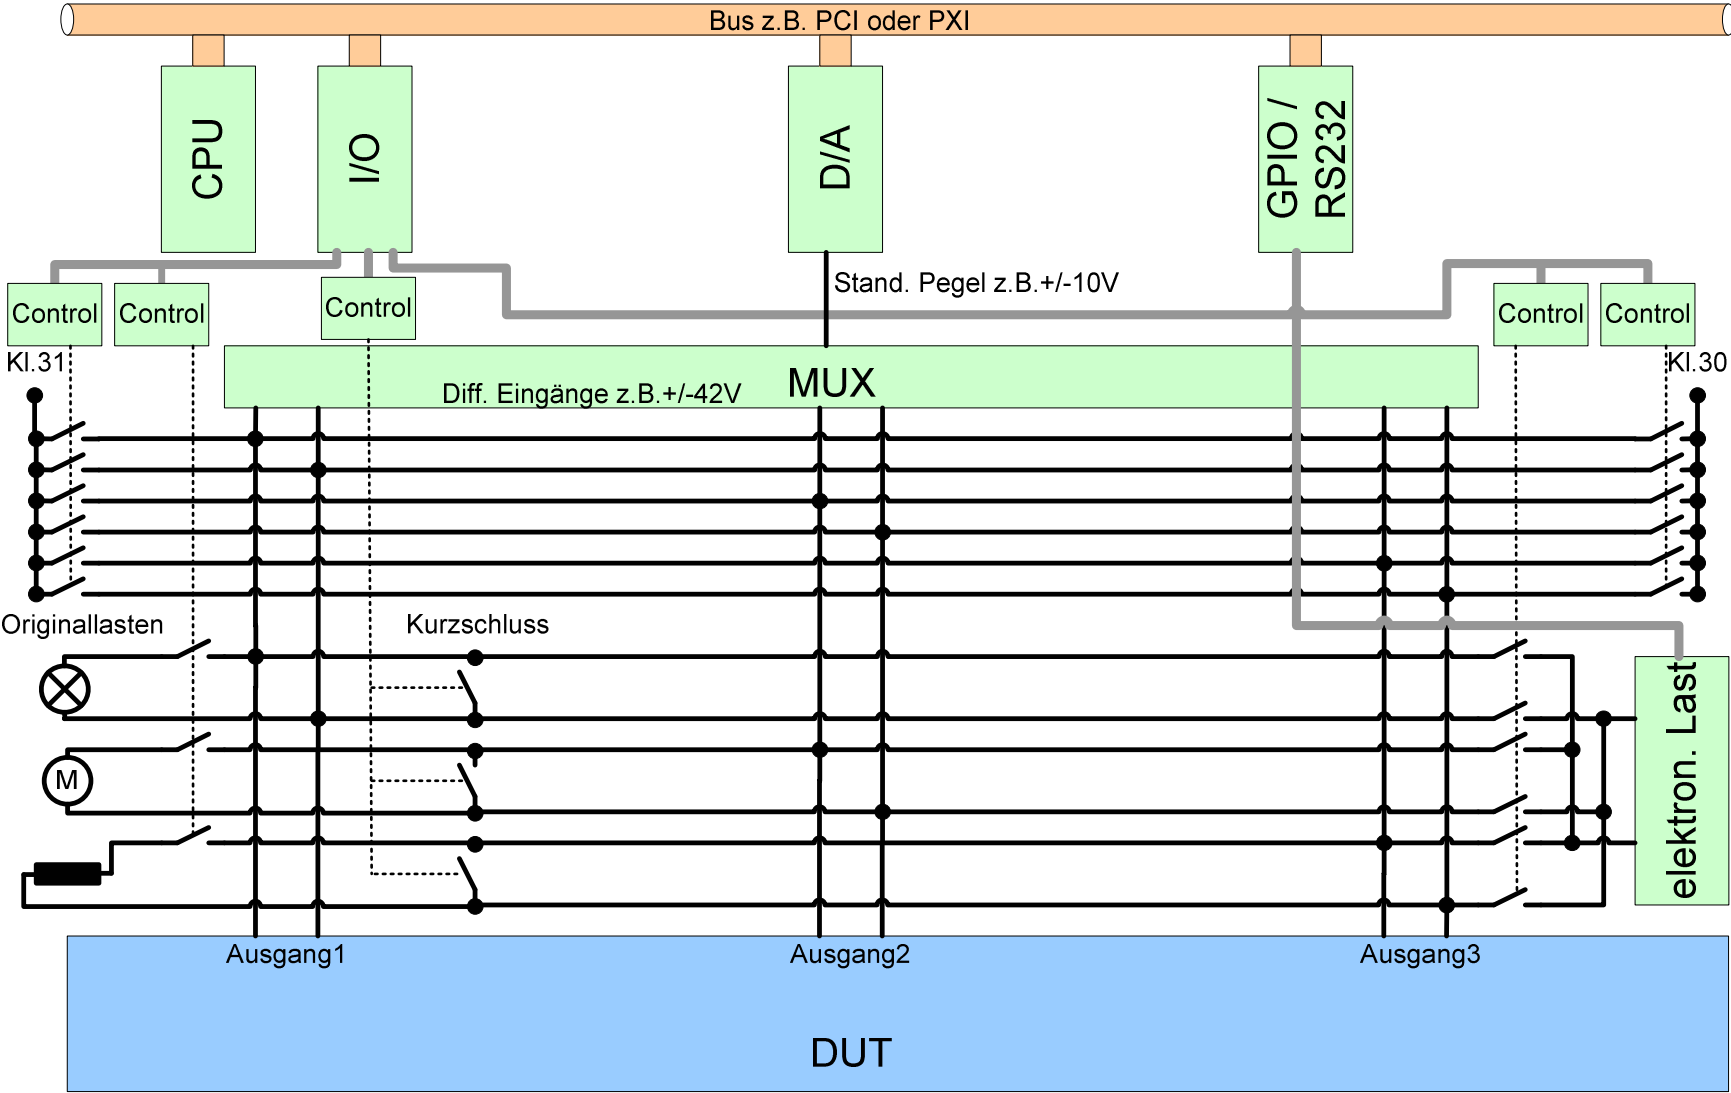 Bus z.B. PCI oder PXI
CPU
I/O
D/A
GPIO /
RS232
Stand. Pegel z.B.+/-10V
Control
Control
Control
Control
Control
Kl.31
Kl.30
Diff. Eingänge z.B.+/-42V
MUX
Originallasten
Kurzschluss
M
elektron. Last
Ausgang1
Ausgang2
Ausgang3
DUT